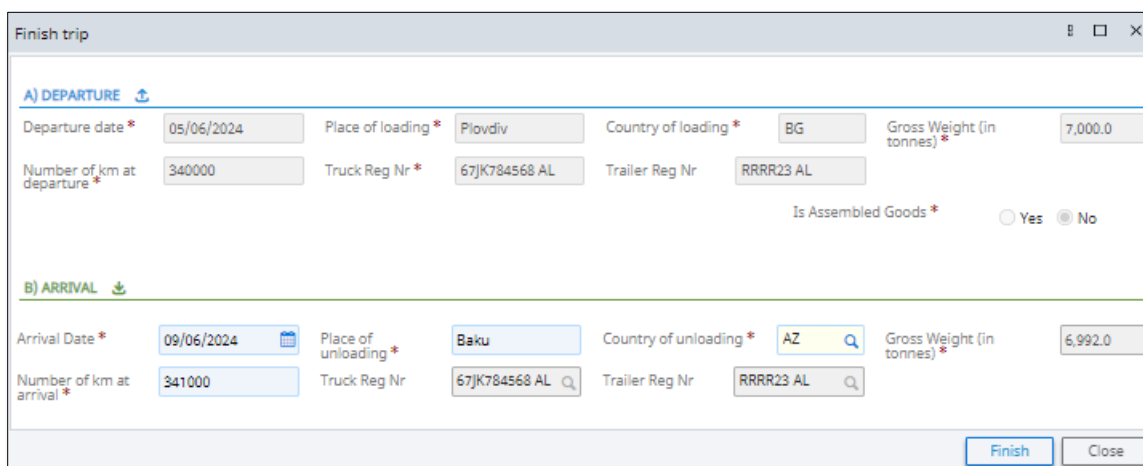 Finish trip
A) DEPARTURE
Departure date * 05/06/2024 Place of loading * Plovdiv Country of loading * BG Gross Weight (in tonnes) * 7,000.0
Number of km at departure * 340000 Truck Reg Nr * 67JK784568 AL Trailer Reg Nr RRRR23 AL
Is Assembled Goods * Yes No
B) ARRIVAL
Arrival Date * 09/06/2024 Place of unloading * Baku Country of unloading * AZ Gross Weight (in tonnes) * 6,992.0
Number of km at arrival * 341000 Truck Reg Nr 67JK784568 AL Trailer Reg Nr RRRR23 AL
Finish Close